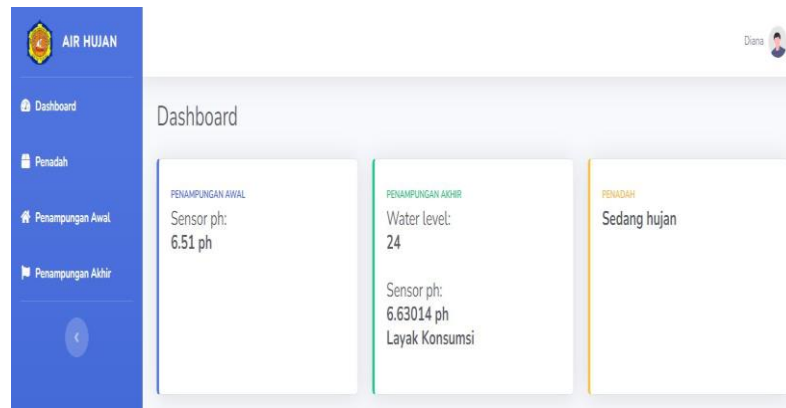 AIR HUJAN
Diana
Dashboard
Penadah
Penampungan Awal
Penampungan Akhir
Dashboard
PENAMPUNGAN AWAL
Sensor ph:
6.51 ph
PENAMPUNGAN AKHIR
Water level:
24
Sensor ph:
6.63014 ph
Layak Konsumsi
PENADAH
Sedang hujan